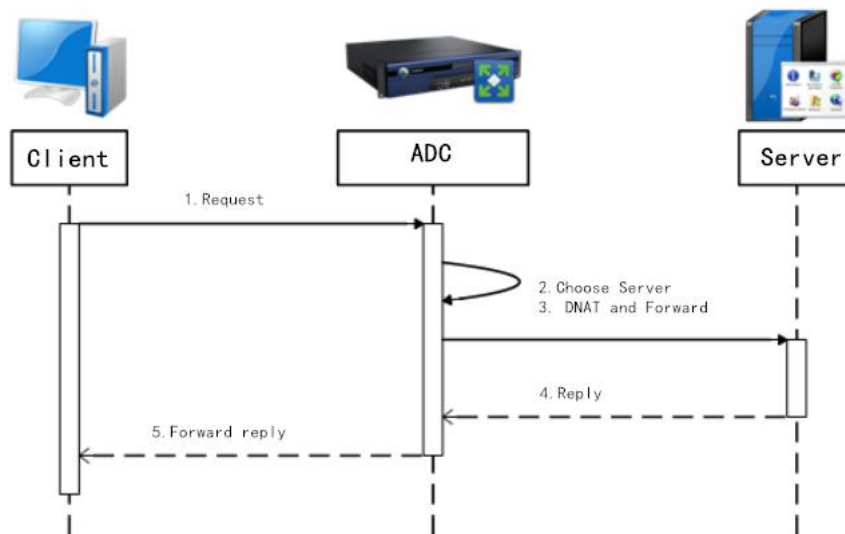 Client
ADC
Server
1.Request
2.Choose Server
3. DNAT and Forward
4.Reply
5.Forward reply